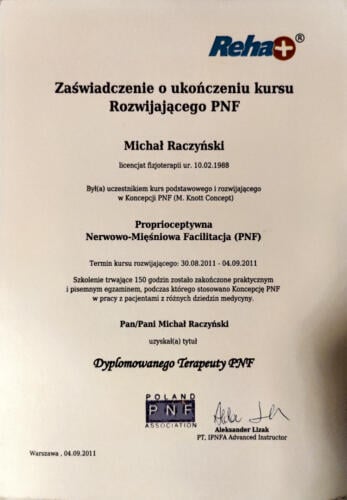 Reha+®
Zaświadczenie o ukończeniu kursu
Rozwijającego PNF
Michał Raczyński
licencjat fizjoterapii ur. 10.02.1988
Był(a) uczestnikiem kurs podstawowego i rozwijającego
w Koncepcji PNF (M. Knott Concept)
Proprioceptywna
Nerwowo-Mięśniowa Facilitacja (PNF)
Termin kursu rozwijającego: 30.08.2011 - 04.09.2011
Szkolenie trwające 150 godzin zostało zakończone praktycznym
i pisemnym egzaminem, podczas którego stosowano Koncepcję PNF
w pracy z pacjentami z różnych dziedzin medycyny.
Pan/Pani Michał Raczyński
uzyskał(a) tytuł
Dyplomowanego Terapeuty PNF
POLAND
PNF
ASSOCIATION
Aleksander Lizak
PT, IPNFA Advanced Instructor
Warszawa , 04.09.2011